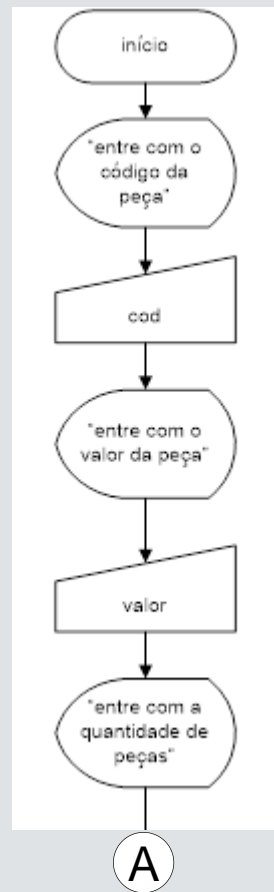 início
"entre com o
código da
peça"
cod
"entre com o
valor da peça"
valor
"entre com a
quantidade de
peças"
A